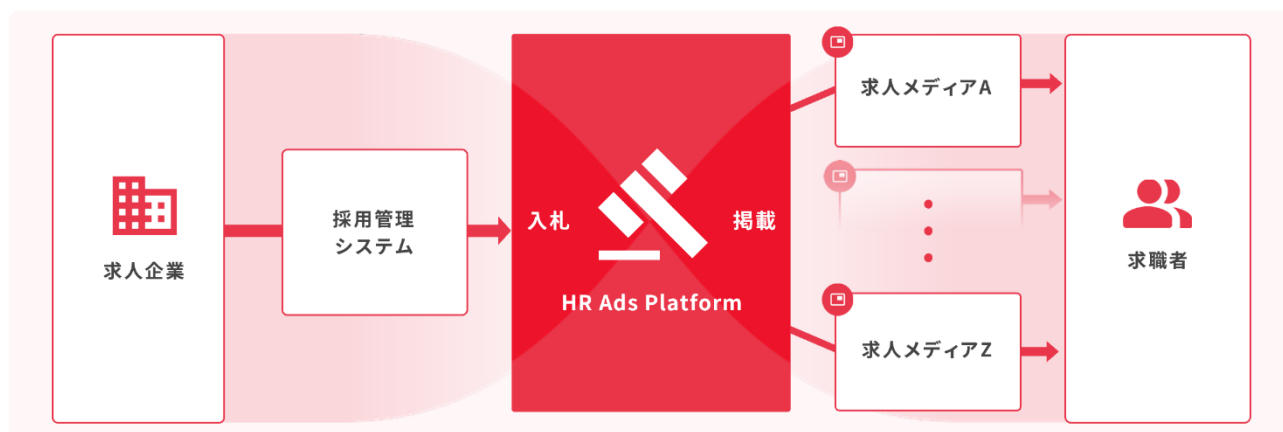 求人企業
採用管理
システム
入札
掲載
HR Ads Platform
求人メディアA
求人メディアZ
求職者